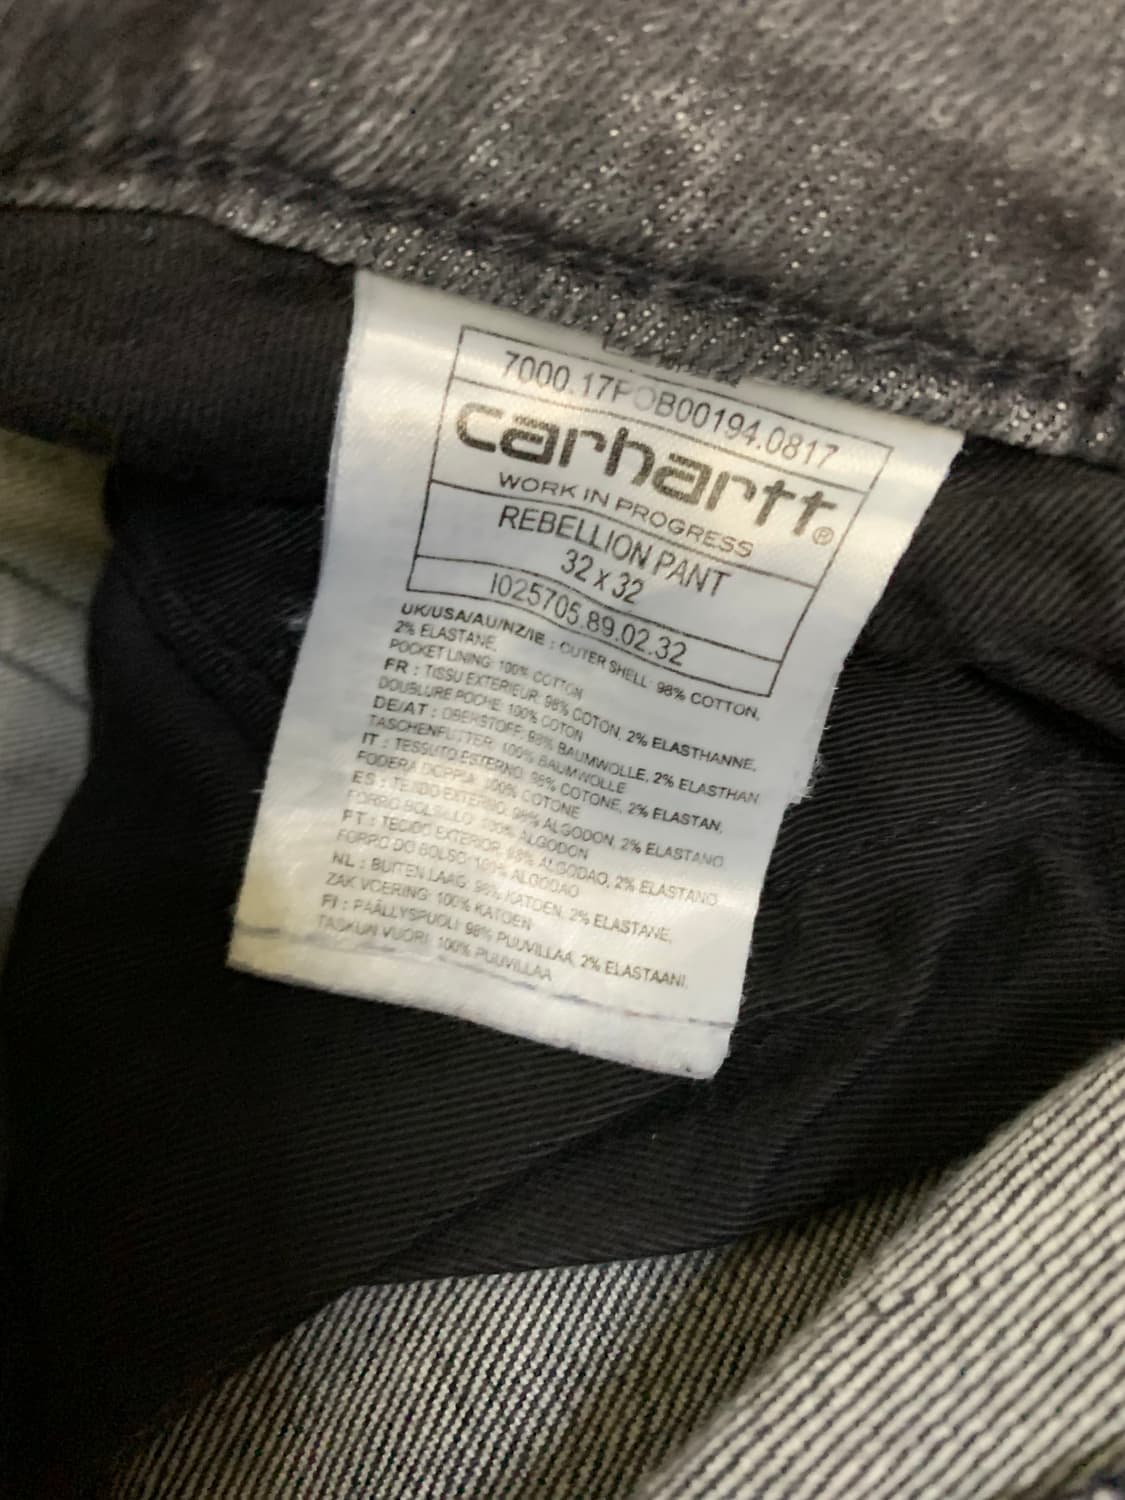 7000.17FOB00194.0817
carhartt®
WORK IN PROGRESS
REBELLION PANT
32 x 32
I025705.89.02.32
UK/USA/AU/NZ/IE : OUTER SHELL: 98% COTTON,
2% ELASTANE,
POCKET LINING: 100% COTTON
FR : TISSU EXTERIEUR: 98% COTON, 2% ELASTHANNE,
DOUBLURE POCHE: 100% COTON
DE/AT : OBERSTOFF: 98% BAUMWOLLE, 2% ELASTHAN
TASCHENFUTTER: 100% BAUMWOLLE
IT : TESSUTO ESTERNO: 98% COTONE, 2% ELASTAN,
FODERA DOPPIA: 100% COTONE
ES : TEJIDO EXTERNO: 98% ALGODON, 2% ELASTANO
FORRO BOLSILLO: 100% ALGODON
PT : TECIDO EXTERIOR: 98% ALGODAO, 2% ELASTANO
FORRO DO BOLSO: 100% ALGODAO
NL : BUITEN LAAG: 98% KATOEN, 2% ELASTANE,
ZAK VOERING: 100% KATOEN
FI : PÄÄLLYSPUOLI: 98% PUUVILLAA, 2% ELASTAANI,
TASKUN VUORI: 100% PUUVILLAA